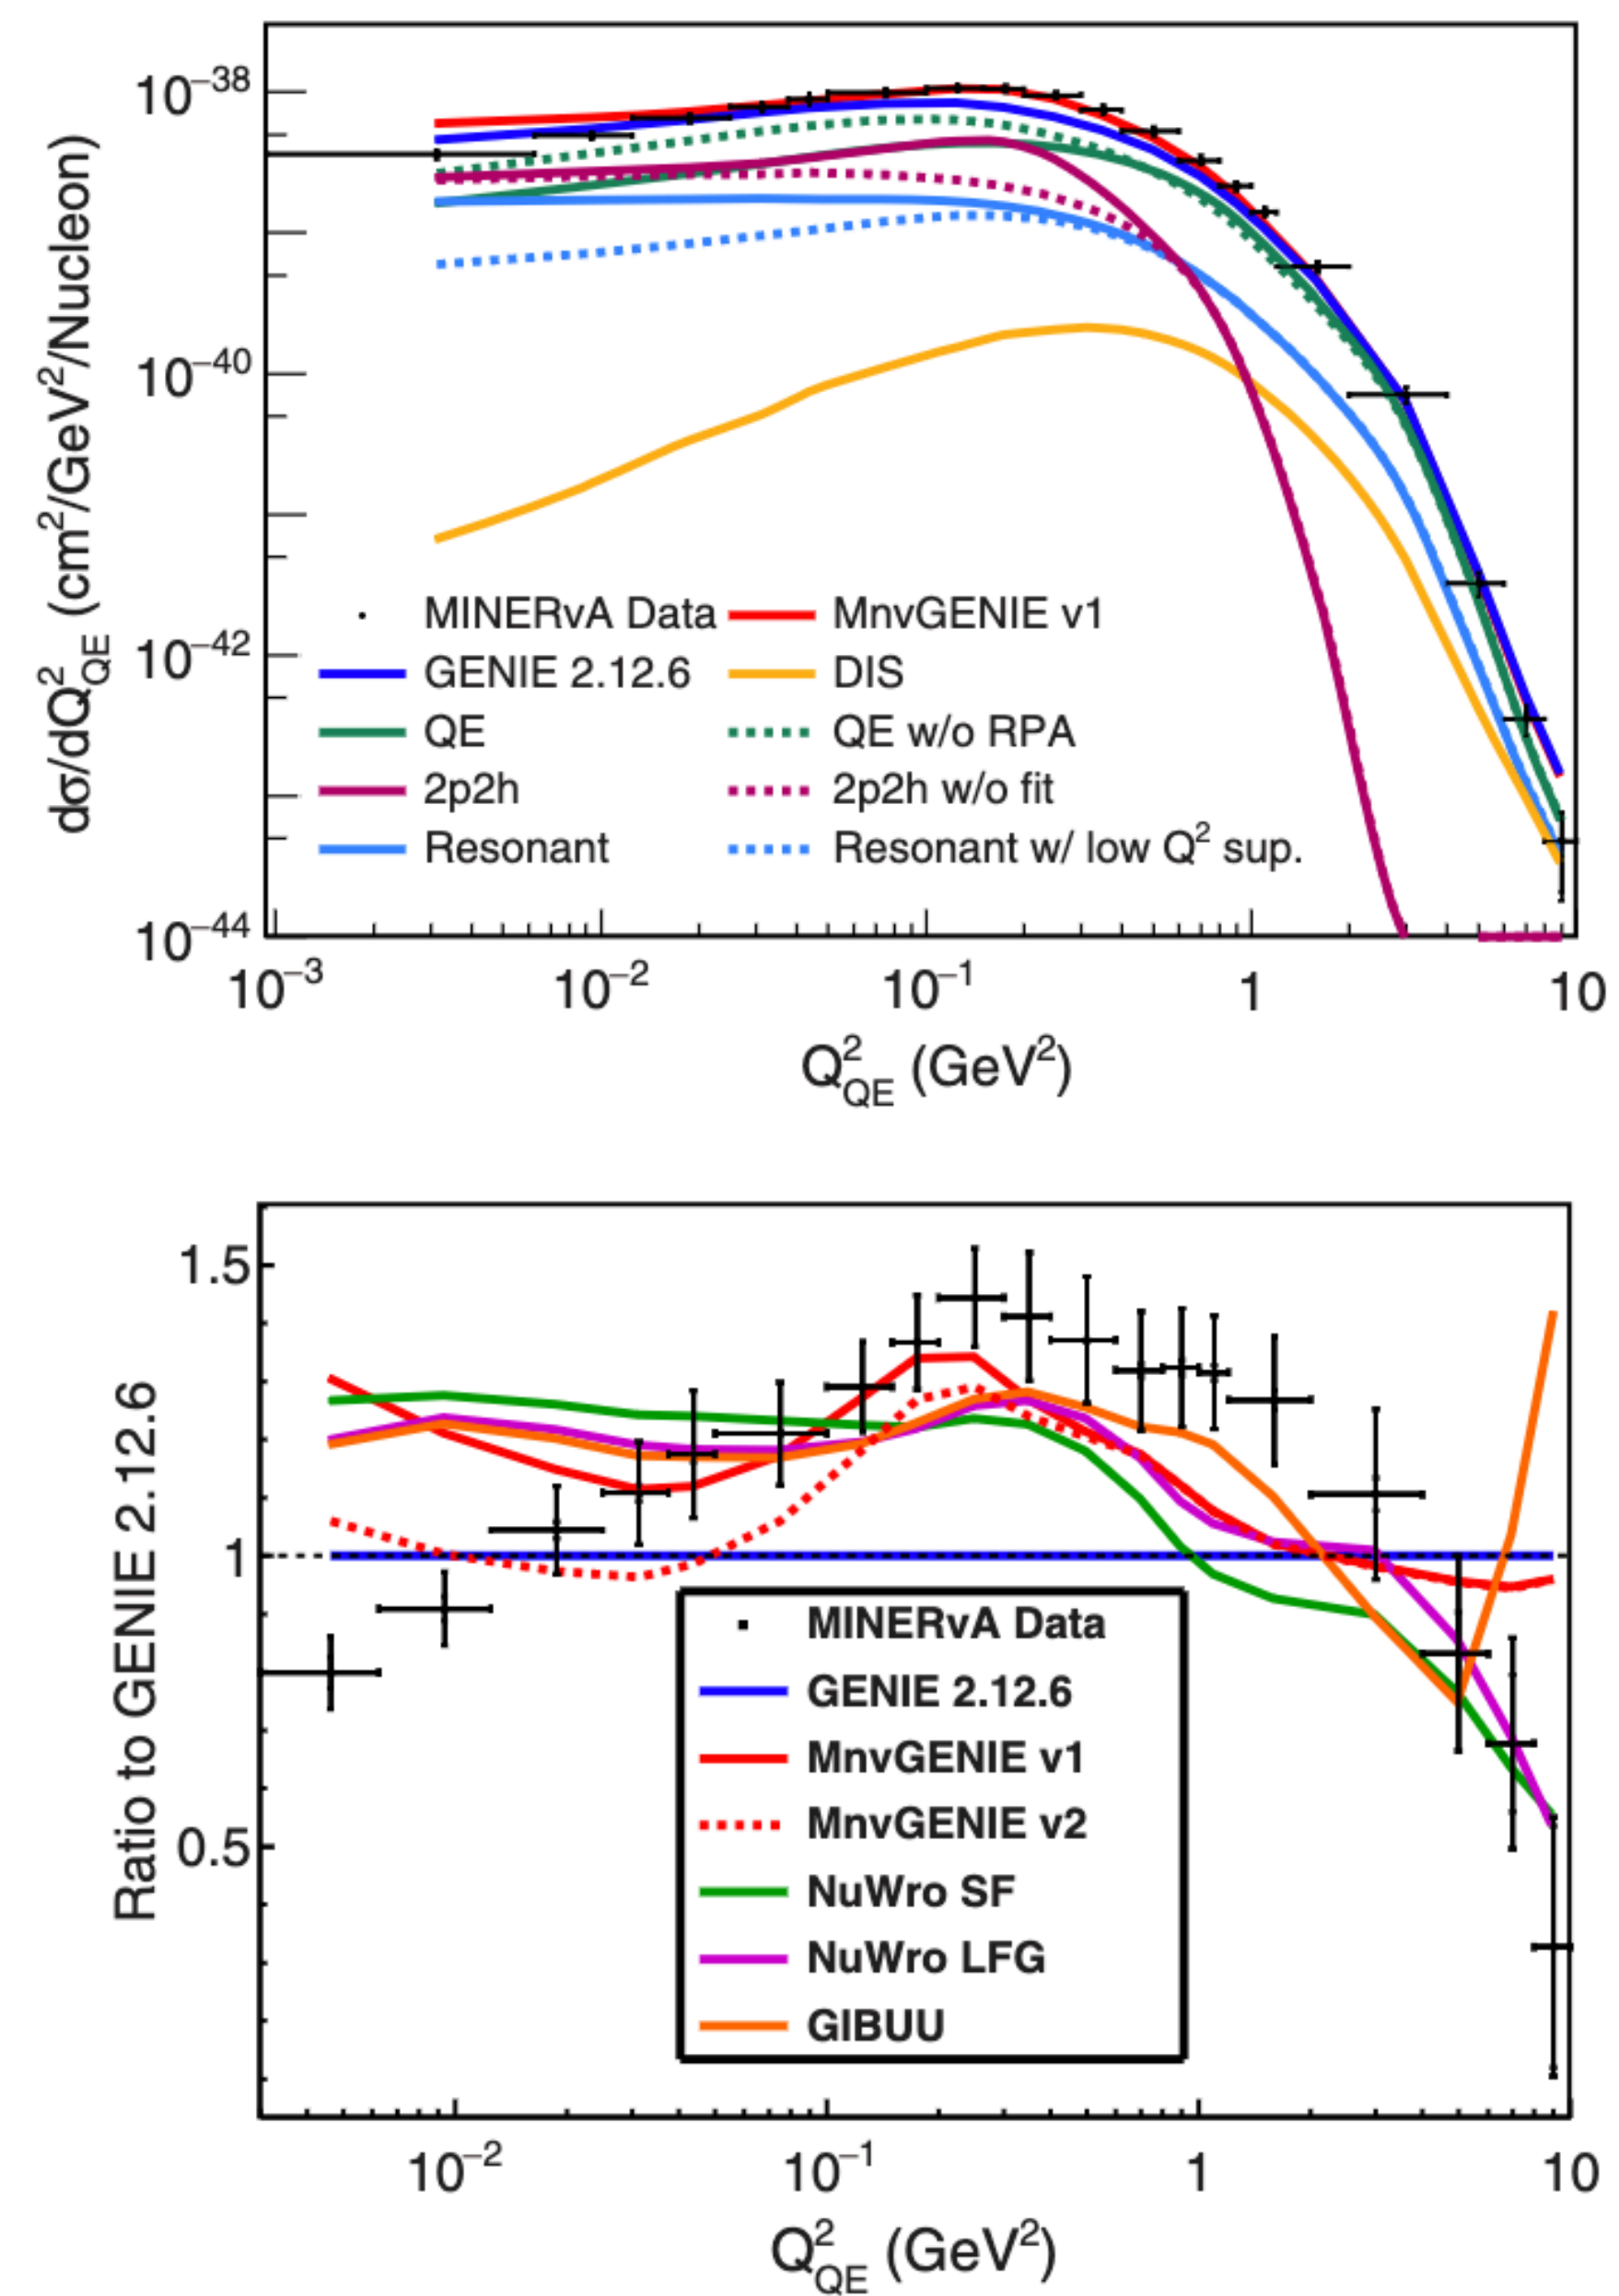 dσ/dQ²_QE (cm²/GeV²/Nucleon)
10⁻³⁸
10⁻⁴⁰
10⁻⁴²
10⁻⁴⁴
MINERvA Data MnvGENIE v1
GENIE 2.12.6 DIS
QE QE w/o RPA
2p2h 2p2h w/o fit
Resonant Resonant w/ low Q² sup.
10⁻³ 10⁻² 10⁻¹ 1 10
Q²_QE (GeV²)
Ratio to GENIE 2.12.6
1.5
1
0.5
MINERvA Data
GENIE 2.12.6
MnvGENIE v1
MnvGENIE v2
NuWro SF
NuWro LFG
GIBUU
10⁻² 10⁻¹ 1 10
Q²_QE (GeV²)